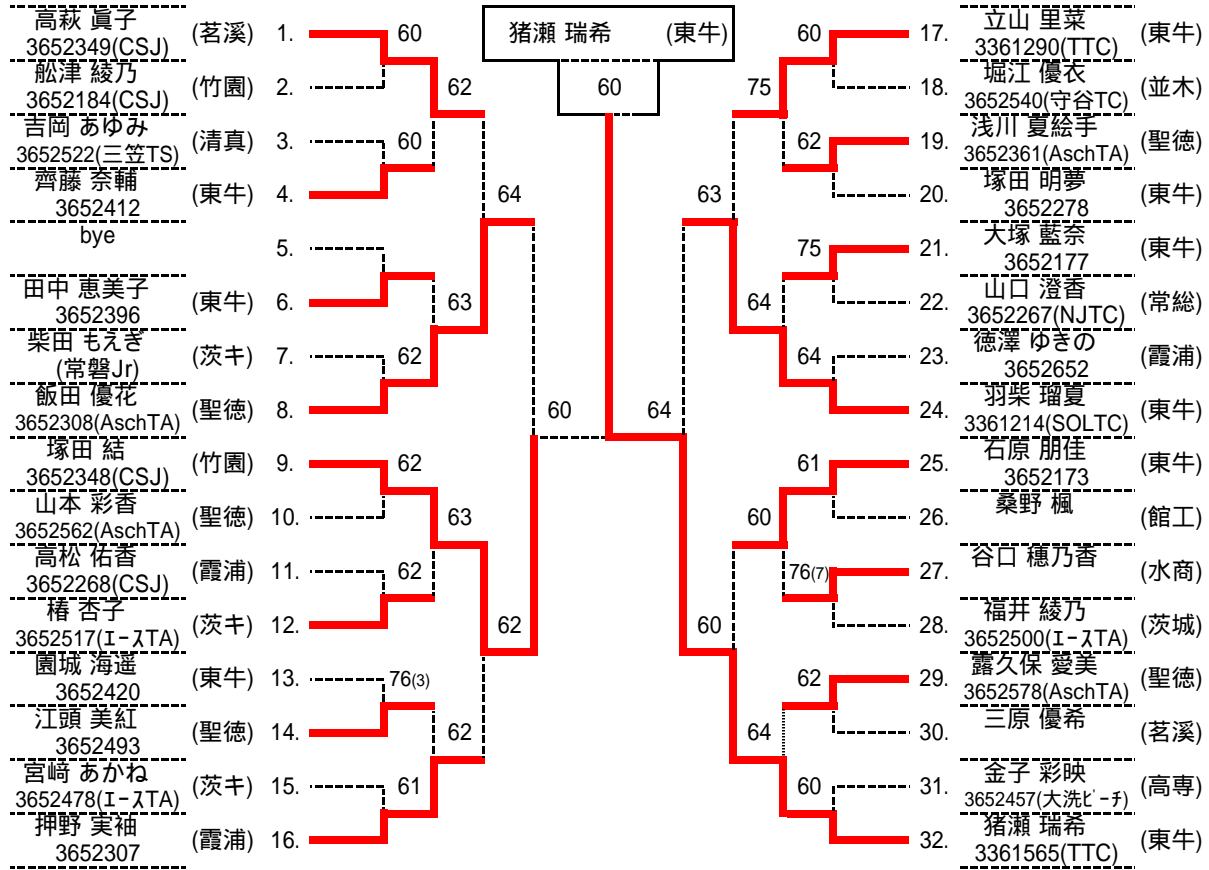 猪瀬 瑞希 (東牛)
60
高萩 眞子
3652349(CSJ)
(茗溪) 1.
舩津 綾乃
3652184(CSJ)
(竹園) 2.
吉岡 あゆみ
3652522(三笠TS)
(清真) 3.
齊藤 奈輔
3652412
(東牛) 4.
bye
5.
田中 恵美子
3652396
(東牛) 6.
柴田 もえぎ
(常磐Jr)
(茨キ) 7.
飯田 優花
3652308(AschTA)
(聖徳) 8.
塚田 結
3652348(CSJ)
(竹園) 9.
山本 彩香
3652562(AschTA)
(聖徳) 10.
高松 佑香
3652268(CSJ)
(霞浦) 11.
椿 杏子
3652517(エースTA)
(茨キ) 12.
園城 海遥
3652420
(東牛) 13.
江頭 美紅
3652493
(聖徳) 14.
宮﨑 あかね
3652478(エースTA)
(茨キ) 15.
押野 実袖
3652307
(霞浦) 16.
60
60
62
62
62
76(3)
61
62
63
63
62
64
62
60
64
63
60
75
64
60
64
60
62
75
64
61
76(7)
62
60
17. 立山 里菜
3361290(TTC)
(東牛)
18. 堀江 優衣
3652540(守谷TC)
(並木)
19. 浅川 夏絵手
3652361(AschTA)
(聖徳)
20. 塚田 明夢
3652278
(東牛)
21. 大塚 藍奈
3652177
(東牛)
22. 山口 澄香
3652267(NJTC)
(常総)
23. 徳澤 ゆきの
3652652
(霞浦)
24. 羽柴 瑠夏
3361214(SOLTC)
(東牛)
25. 石原 朋佳
3652173
(東牛)
26. 桑野 楓
(館工)
27. 谷口 穗乃香
(水商)
28. 福井 綾乃
3652500(エースTA)
(茨城)
29. 露久保 愛美
3652578(AschTA)
(聖徳)
30. 三原 優希
(茗溪)
31. 金子 彩映
3652457(大洗ビーチ)
(高専)
32. 猪瀬 瑞希
3361565(TTC)
(東牛)